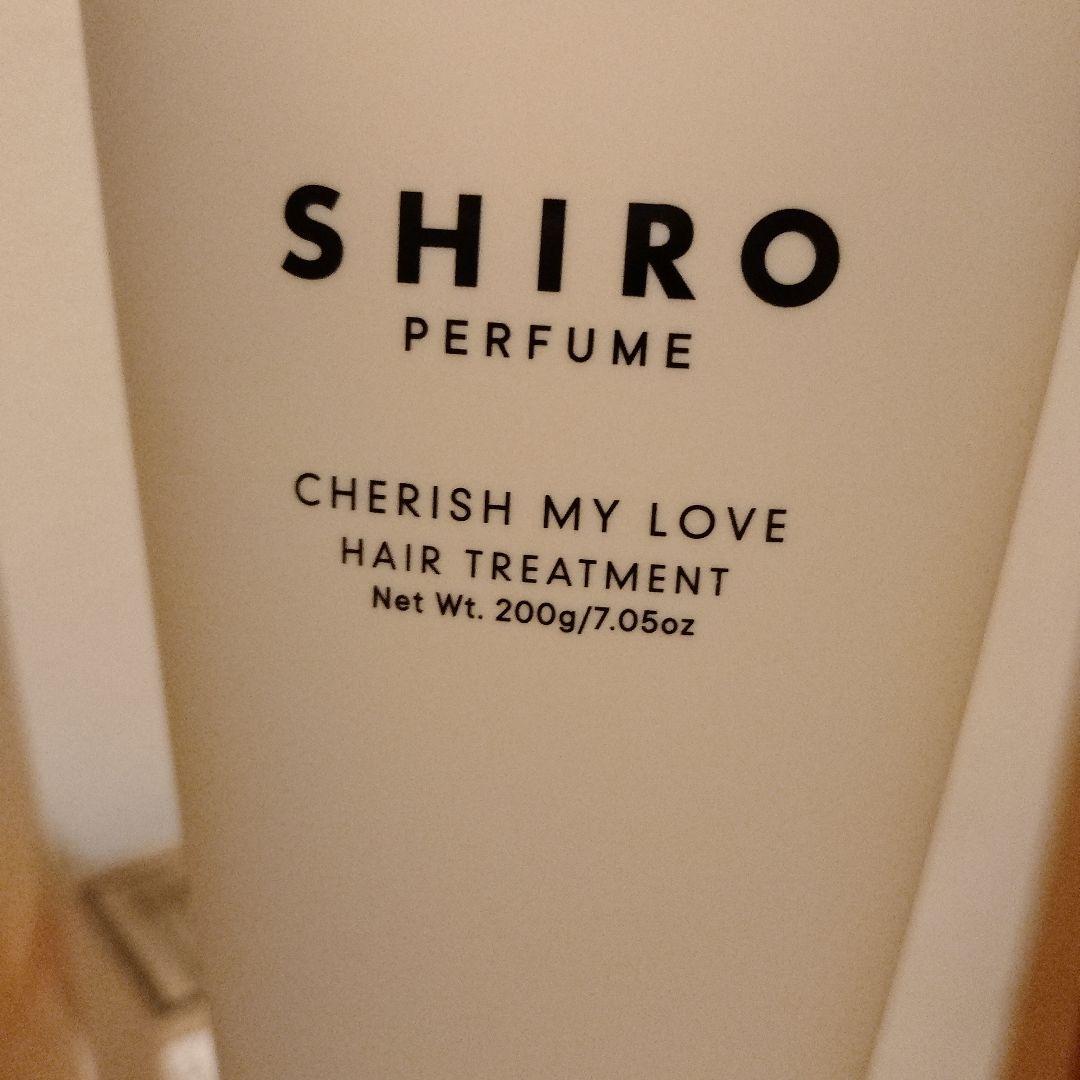 SHIRO
PERFUME
CHERISH MY LOVE
HAIR TREATMENT
Net Wt. 200g/7.05oz